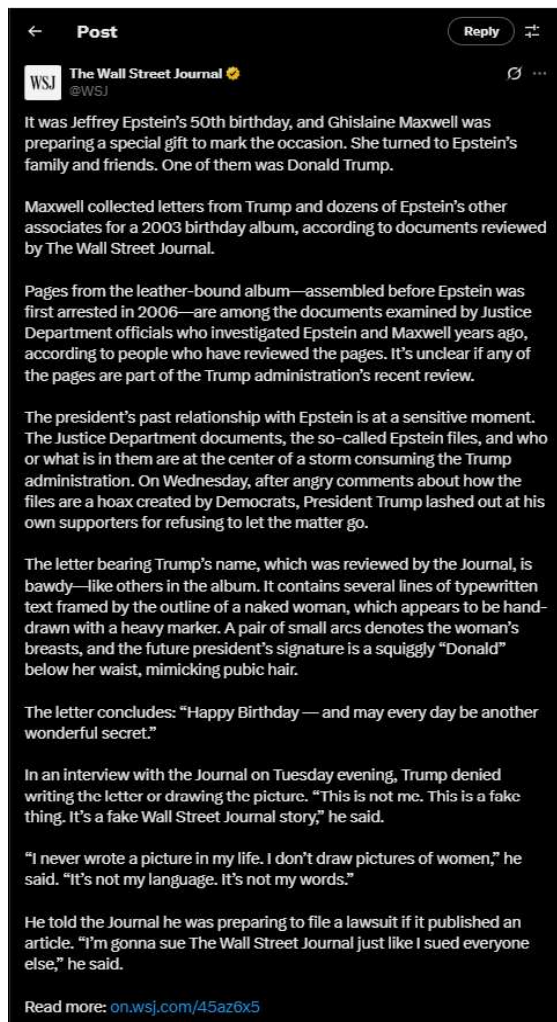 ← Post Reply
WSJ The Wall Street Journal
@WSJ
It was Jeffrey Epstein's 50th birthday, and Ghislaine Maxwell was
preparing a special gift to mark the occasion. She turned to Epstein's
family and friends. One of them was Donald Trump.
Maxwell collected letters from Trump and dozens of Epstein's other
associates for a 2003 birthday album, according to documents reviewed
by The Wall Street Journal.
Pages from the leather-bound album—assembled before Epstein was
first arrested in 2006—are among the documents examined by Justice
Department officials who investigated Epstein and Maxwell years ago,
according to people who have reviewed the pages. It's unclear if any of
the pages are part of the Trump administration's recent review.
The president's past relationship with Epstein is at a sensitive moment.
The Justice Department documents, the so-called Epstein files, and who
or what is in them are at the center of a storm consuming the Trump
administration. On Wednesday, after angry comments about how the
files are a hoax created by Democrats, President Trump lashed out at his
own supporters for refusing to let the matter go.
The letter bearing Trump's name, which was reviewed by the Journal, is
bawdy—like others in the album. It contains several lines of typewritten
text framed by the outline of a naked woman, which appears to be hand-
drawn with a heavy marker. A pair of small arcs denotes the woman's
breasts, and the future president's signature is a squiggly “Donald”
below her waist, mimicking pubic hair.
The letter concludes: “Happy Birthday — and may every day be another
wonderful secret.”
In an interview with the Journal on Tuesday evening, Trump denied
writing the letter or drawing the picture. “This is not me. This is a fake
thing. It's a fake Wall Street Journal story,” he said.
“I never wrote a picture in my life. I don't draw pictures of women,” he
said. “It's not my language. It's not my words.”
He told the Journal he was preparing to file a lawsuit if it published an
article. “I'm gonna sue The Wall Street Journal just like I sued everyone
else,” he said.
Read more: on.wsj.com/45az6x5